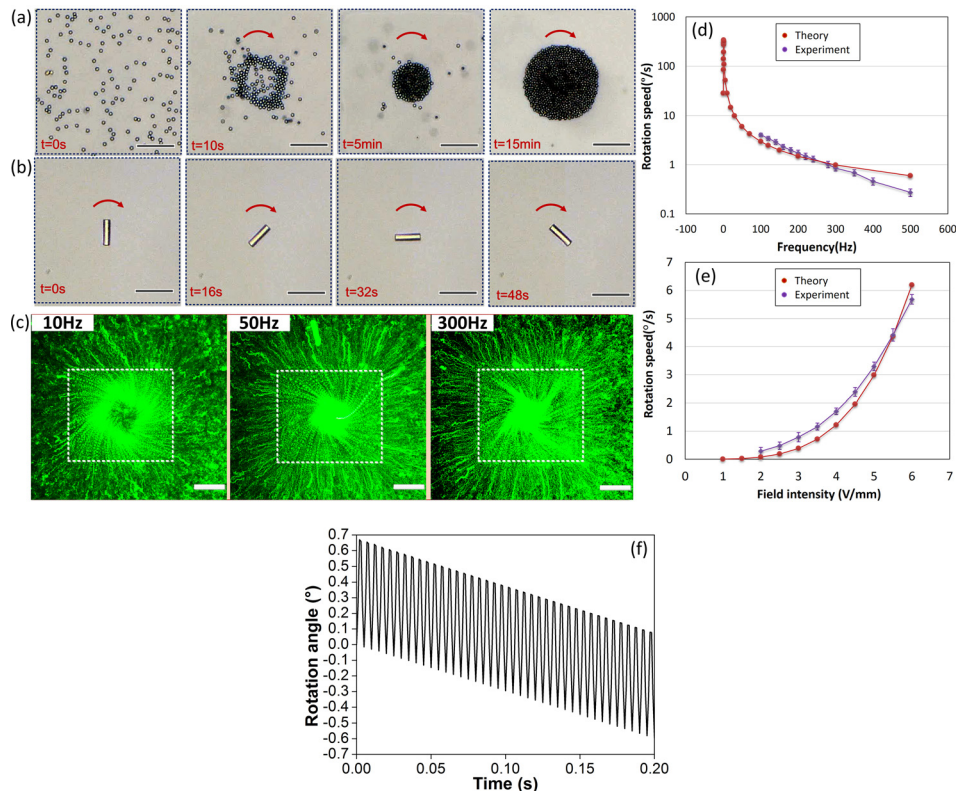 (a)
t=0s
t=10s
t=5min
t=15min
(b)
t=0s
t=16s
t=32s
t=48s
(c)
10Hz
50Hz
300Hz
(d)
Theory
Experiment
1000
100
10
1
0.1
-100 0 100 200 300 400 500 600
Rotation speed(°/s)
Frequency(Hz)
(e)
Theory
Experiment
7
6
5
4
3
2
1
0
0 1 2 3 4 5 6 7
Rotation speed(°/s)
Field intensity (V/mm)
(f)
0.7
0.6
0.5
0.4
0.3
0.2
0.1
0.0
-0.1
-0.2
-0.3
-0.4
-0.5
-0.6
-0.7
0.00 0.05 0.10 0.15 0.20
Rotation angle (°)
Time (s)